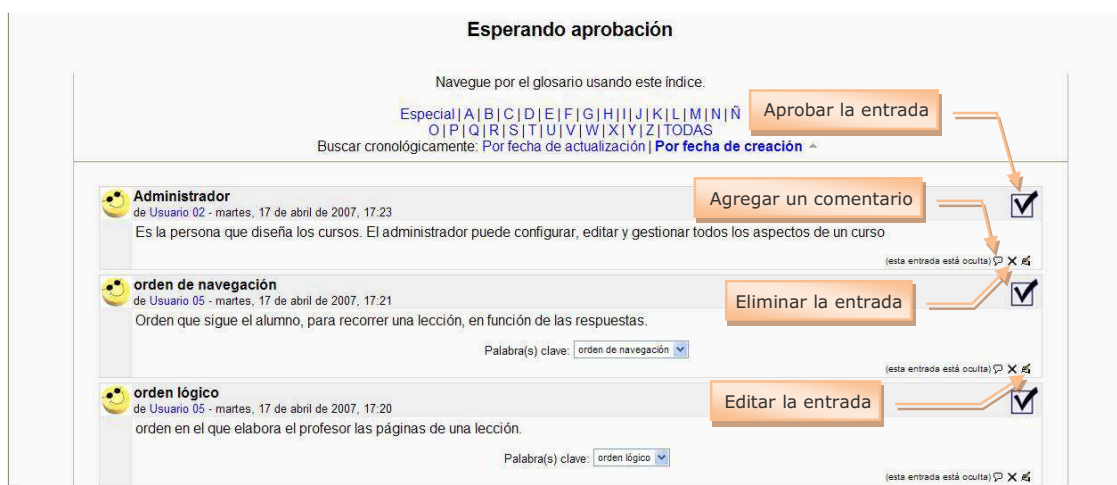 Esperando aprobación
Navegue por el glosario usando este índice.
Especial | A | B | C | D | E | F | G | H | I | J | K | L | M | N | Ñ
O | P | Q | R | S | T | U | V | W | X | Y | Z | TODAS
Aprobar la entrada
Buscar cronológicamente: Por fecha de actualización | Por fecha de creación
Administrador
de Usuario 02 - martes, 17 de abril de 2007, 17:23
Agregar un comentario
Es la persona que diseña los cursos. El administrador puede configurar, editar y gestionar todos los aspectos de un curso
(esta entrada está oculta)
orden de navegación
de Usuario 05 - martes, 17 de abril de 2007, 17:21
Eliminar la entrada
Orden que sigue el alumno, para recorrer una lección, en función de las respuestas.
Palabra(s) clave: orden de navegación
(esta entrada está oculta)
orden lógico
de Usuario 05 - martes, 17 de abril de 2007, 17:20
Editar la entrada
orden en el que elabora el profesor las páginas de una lección.
Palabra(s) clave: orden lógico
(esta entrada está oculta)